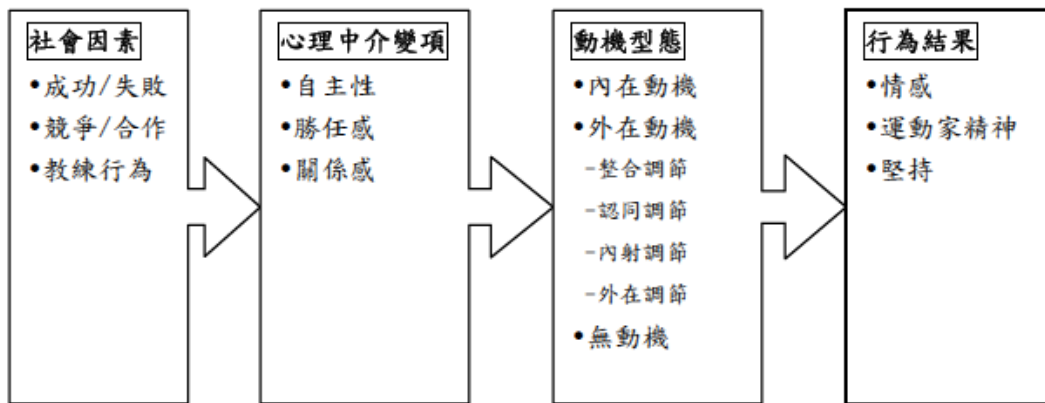 社會因素
•成功/失敗
•競爭/合作
•教練行為
心理中介變項
•自主性
•勝任感
•關係感
動機型態
•內在動機
•外在動機
-整合調節
-認同調節
-內射調節
-外在調節
•無動機
行為結果
•情感
•運動家精神
•堅持